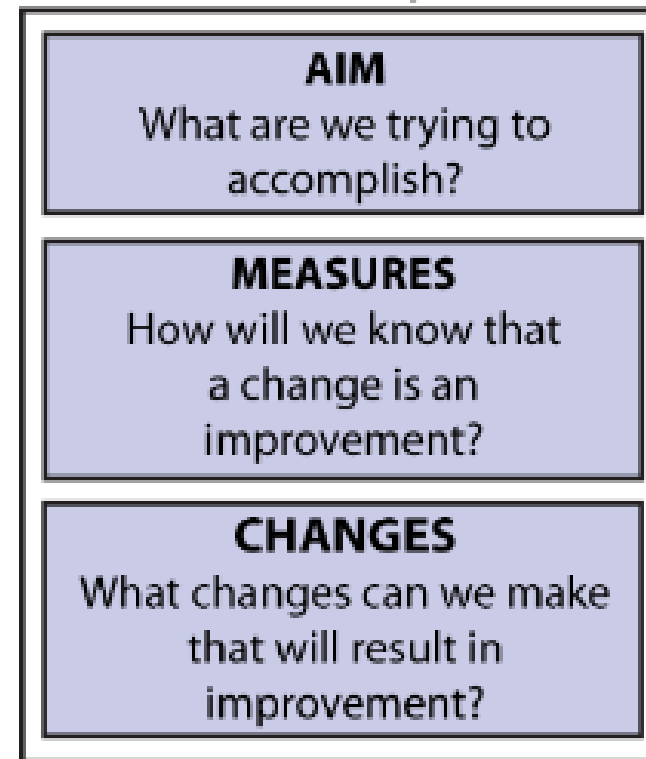 AIM
What are we trying to
accomplish?
MEASURES
How will we know that
a change is an
improvement?
CHANGES
What changes can we make
that will result in
improvement?